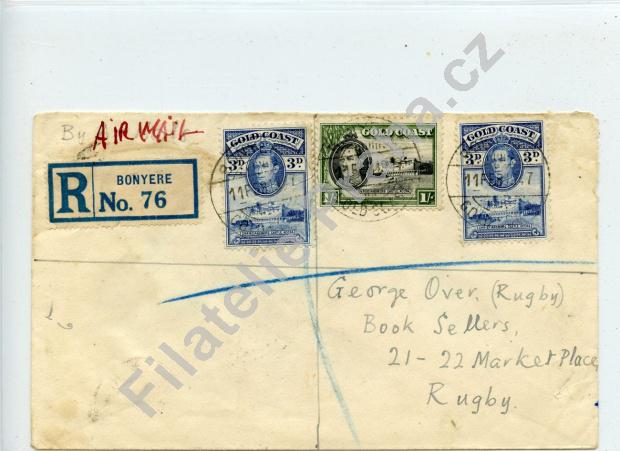 By AIR MAIL
R BONYERE
No. 76
GOLD COAST
3D 3D
GOLD COAST
1/- 1/-
GOLD COAST
3D 3D
George Over. (Rugby)
Book Sellers,
21-22 Market Place,
Rugby.